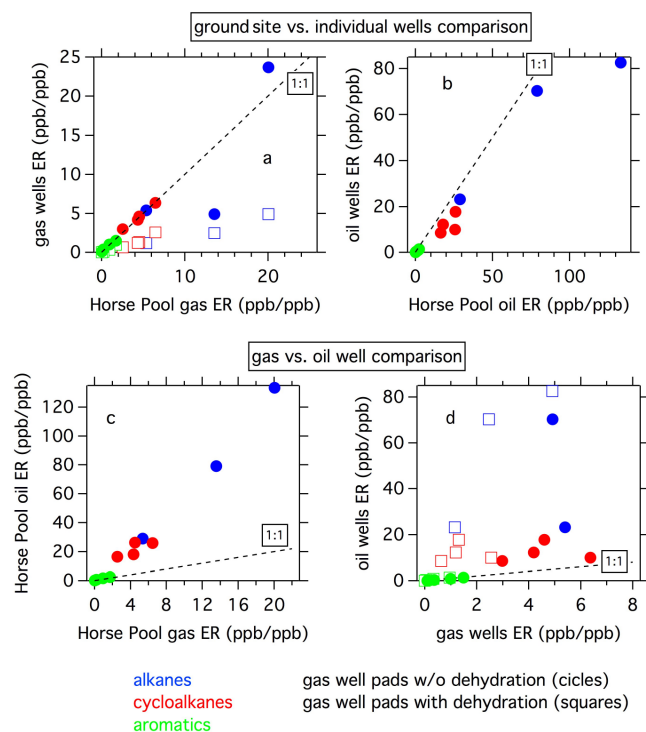 ground site vs. individual wells comparison
25
20
15
10
5
0
gas wells ER (ppb/ppb)
1:1
a
0
10
20
Horse Pool gas ER (ppb/ppb)
80
60
40
20
0
oil wells ER (ppb/ppb)
1:1
b
0
50
100
Horse Pool oil ER (ppb/ppb)
gas vs. oil well comparison
120
100
80
60
40
20
0
Horse Pool oil ER (ppb/ppb)
c
1:1
0
4
8
12
16
20
Horse Pool gas ER (ppb/ppb)
80
60
40
20
0
oil wells ER (ppb/ppb)
d
1:1
0
2
4
6
8
gas wells ER (ppb/ppb)
alkanes
cycloalkanes
aromatics
gas well pads w/o dehydration (cicles)
gas well pads with dehydration (squares)